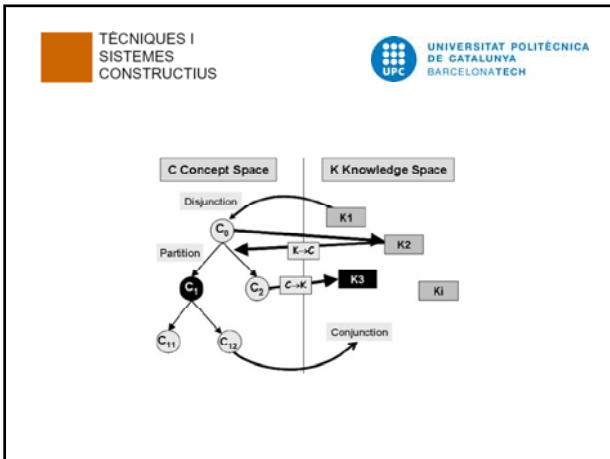 TÈCNIQUES I
SISTEMES
CONSTRUCTIUS
UPC
UNIVERSITAT POLITÈCNICA
DE CATALUNYA
BARCELONATECH
C Concept Space
K Knowledge Space
Disjunction
K1
C0
K2
Partition
K→C
C1
C2
C→K
K3
Ki
C11
C12
Conjunction